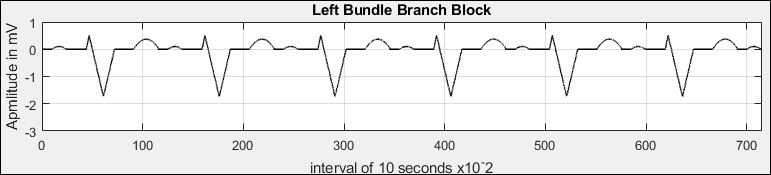 Left Bundle Branch Block
Apmlitude in mV
1
0
-1
-2
-3
0 100 200 300 400 500 600 700
interval of 10 seconds x10^-2